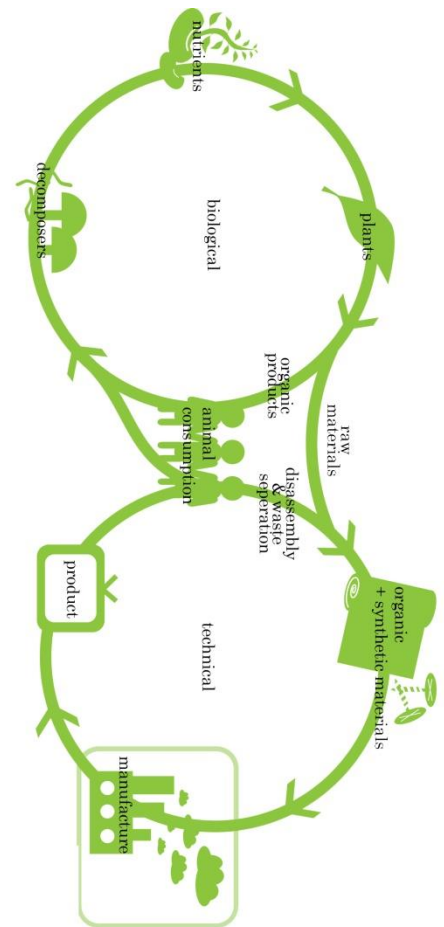 organic
+ synthetic materials
plants
raw
materials
organic
products
disassembly
& waste
seperation
biological
technical
animal
consumption
nutrients
manufacture
product
decomposers